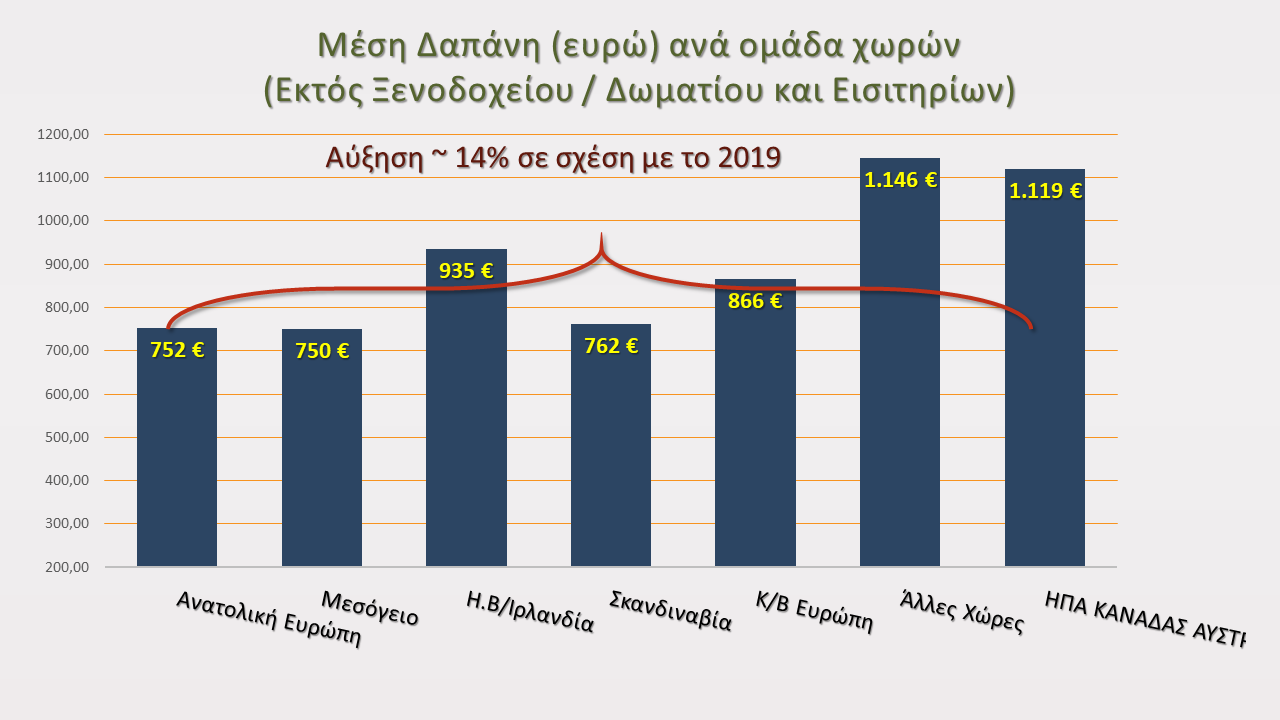 Μέση Δαπάνη (ευρώ) ανά ομάδα χωρών
(Εκτός Ξενοδοχείου / Δωματίου και Εισιτηρίων)
Αύξηση ~ 14% σε σχέση με το 2019
1200,00
1100,00
1000,00
900,00
800,00
700,00
600,00
500,00
400,00
300,00
200,00
752 €
750 €
935 €
762 €
866 €
1.146 €
1.119 €
Ανατολική Ευρώπη
Μεσόγειο
Η.Β/Ιρλανδία
Σκανδιναβία
Κ/Β Ευρώπη
Άλλες Χώρες
ΗΠΑ ΚΑΝΑΔΑΣ